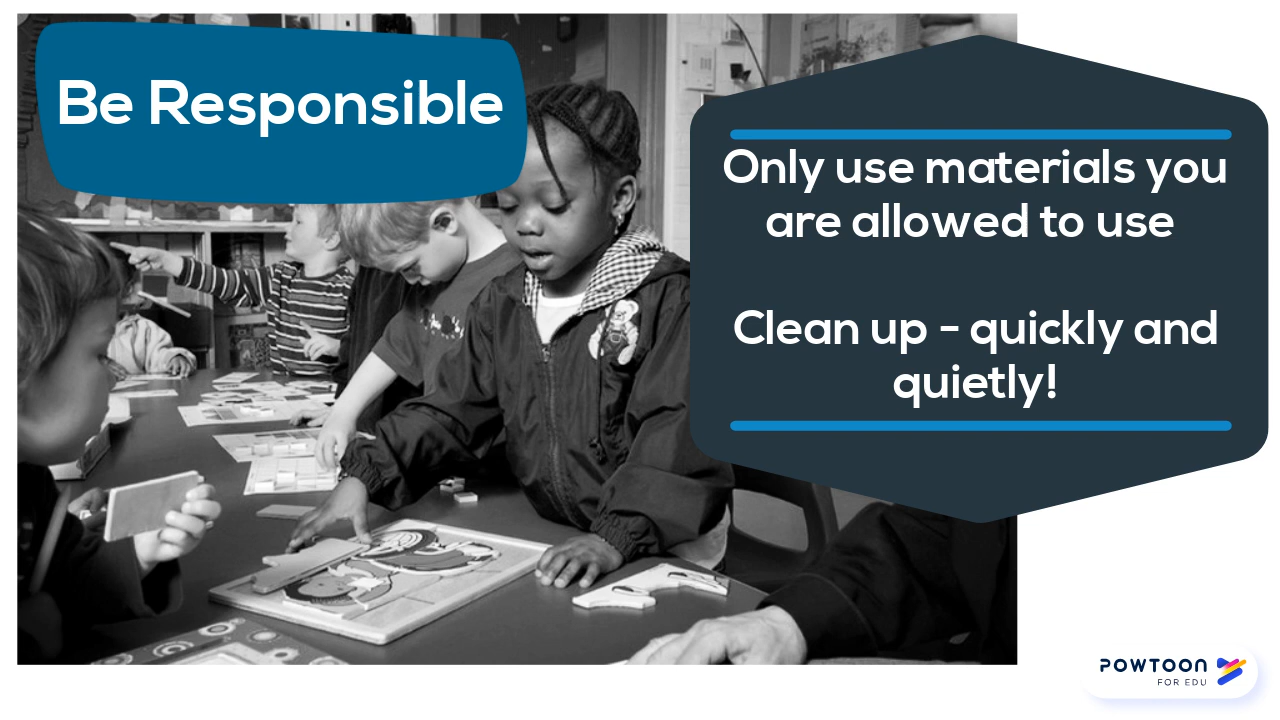 Be Responsible
Only use materials you
are allowed to use
Clean up - quickly and
quietly!
POWTOON
FOR EDU